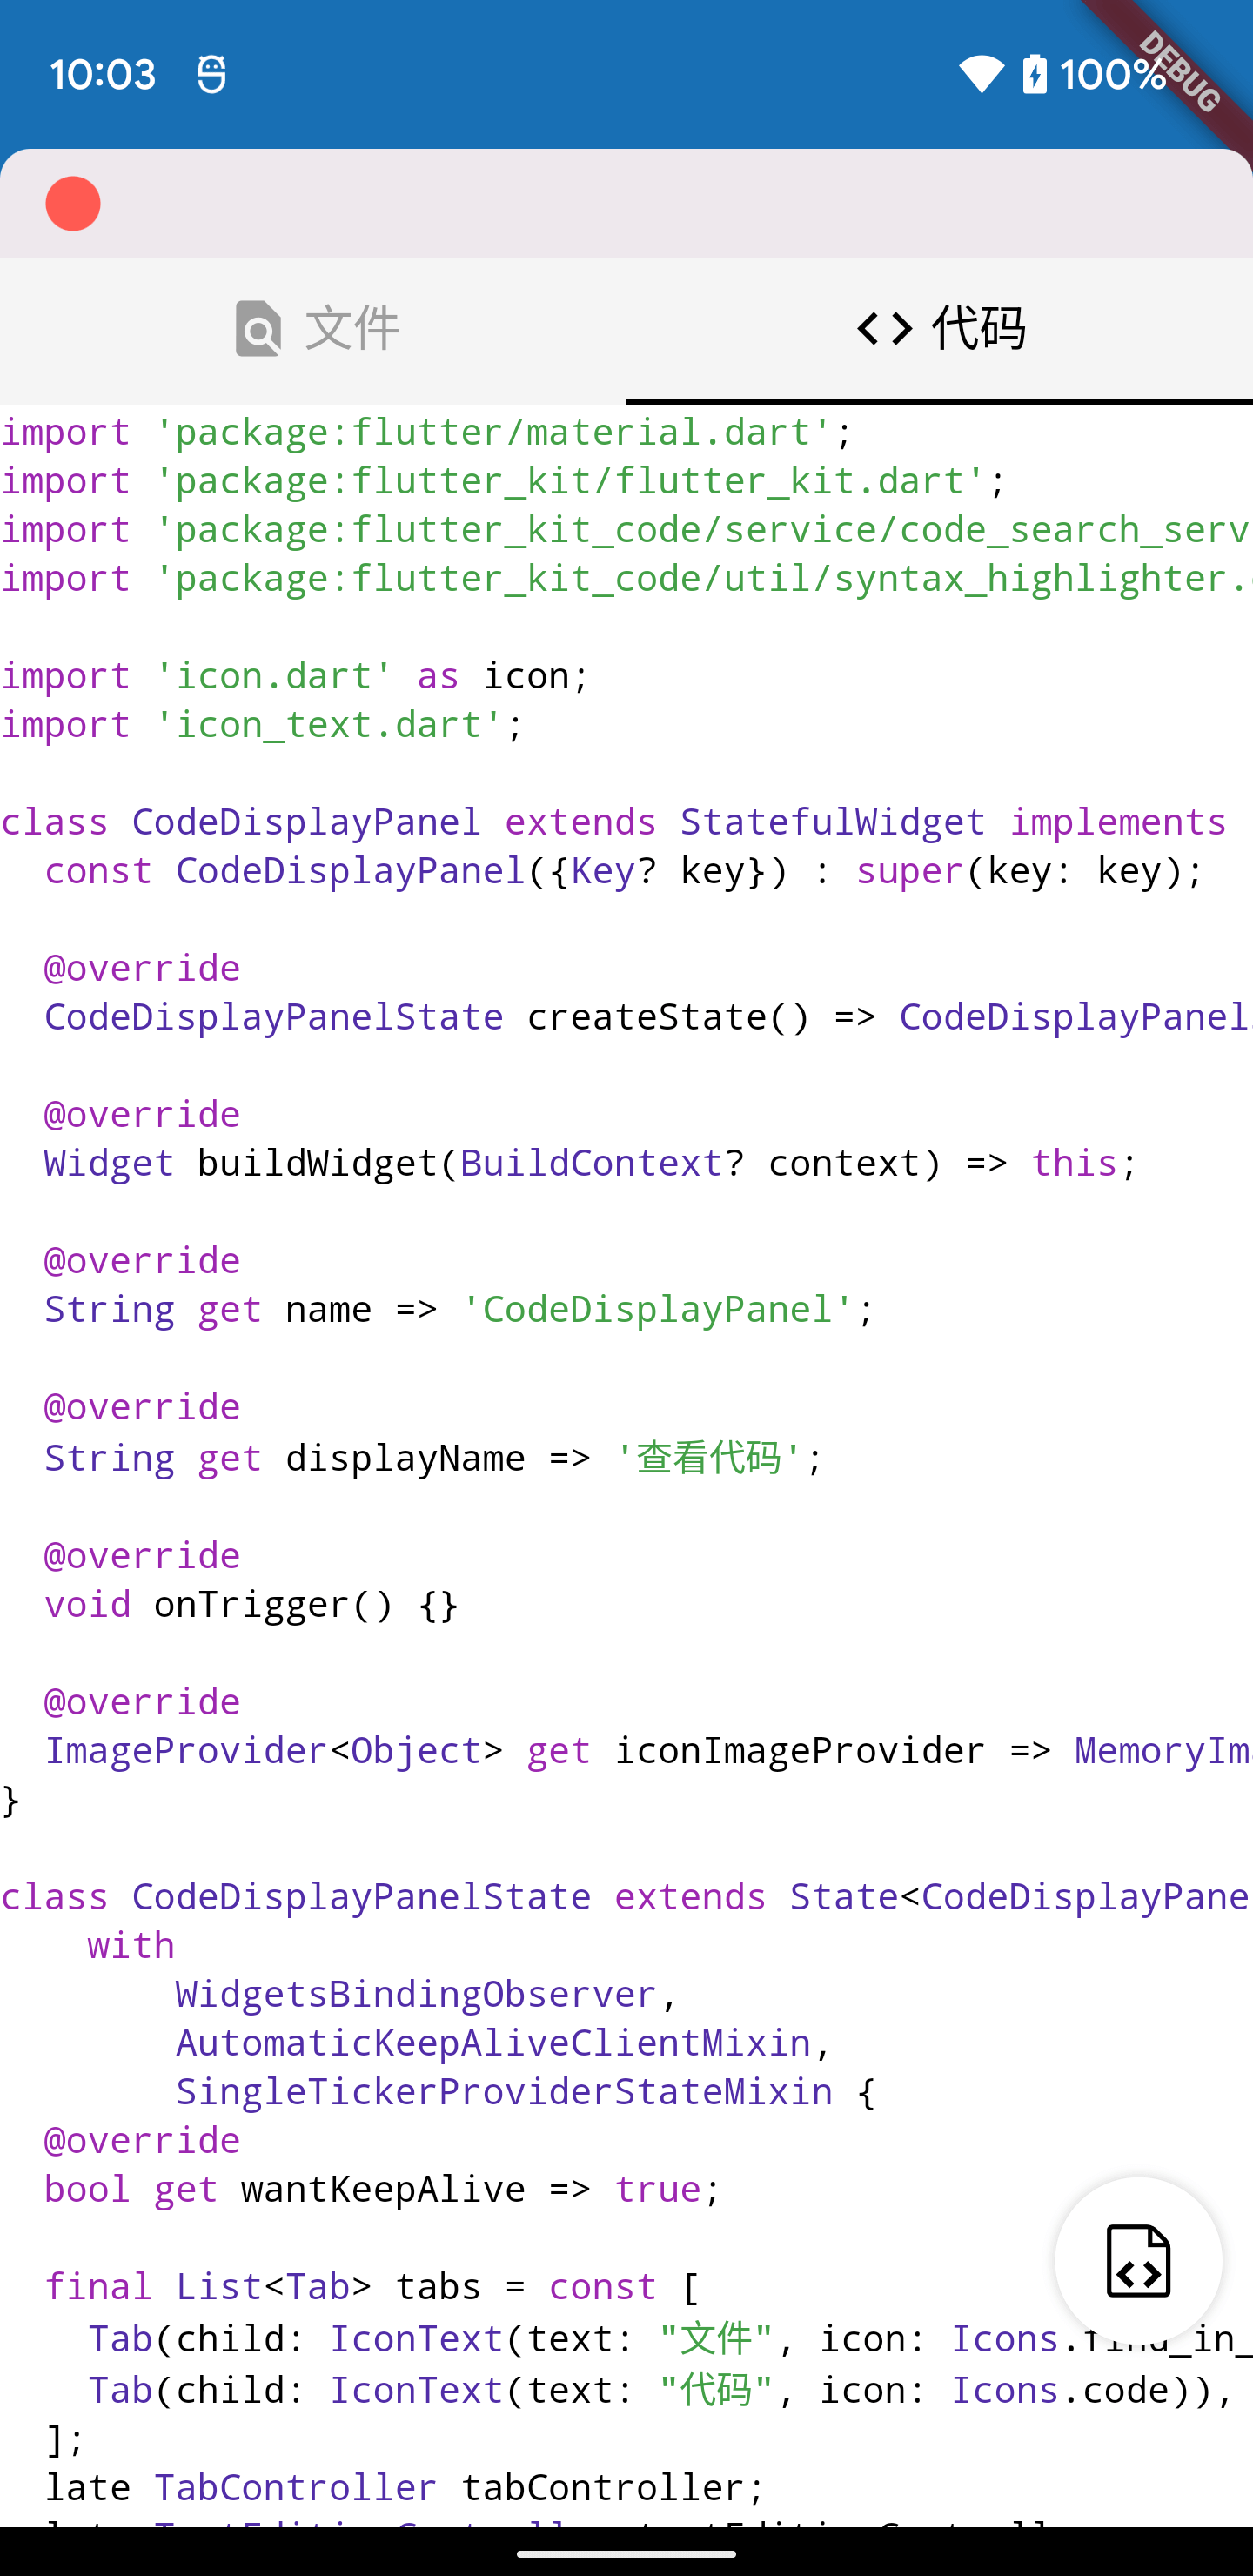 10:03
100%
DEBUG
文件
代码
import 'package:flutter/material.dart';
import 'package:flutter_kit/flutter_kit.dart';
import 'package:flutter_kit_code/service/code_search_serv
import 'package:flutter_kit_code/util/syntax_highlighter.
import 'icon.dart' as icon;
import 'icon_text.dart';
class CodeDisplayPanel extends StatefulWidget implements
  const CodeDisplayPanel({Key? key}) : super(key: key);
  @override
  CodeDisplayPanelState createState() => CodeDisplayPanel
  @override
  Widget buildWidget(BuildContext? context) => this;
  @override
  String get name => 'CodeDisplayPanel';
  @override
  String get displayName => '查看代码';
  @override
  void onTrigger() {}
  @override
  ImageProvider<Object> get iconImageProvider => MemoryIm
}
class CodeDisplayPanelState extends State<CodeDisplayPane
    with
        WidgetsBindingObserver,
        AutomaticKeepAliveClientMixin,
        SingleTickerProviderStateMixin {
  @override
  bool get wantKeepAlive => true;
  final List<Tab> tabs = const [
    Tab(child: IconText(text: "文件", icon: Icons.find_in_
    Tab(child: IconText(text: "代码", icon: Icons.code)),
  ];
  late TabController tabController;